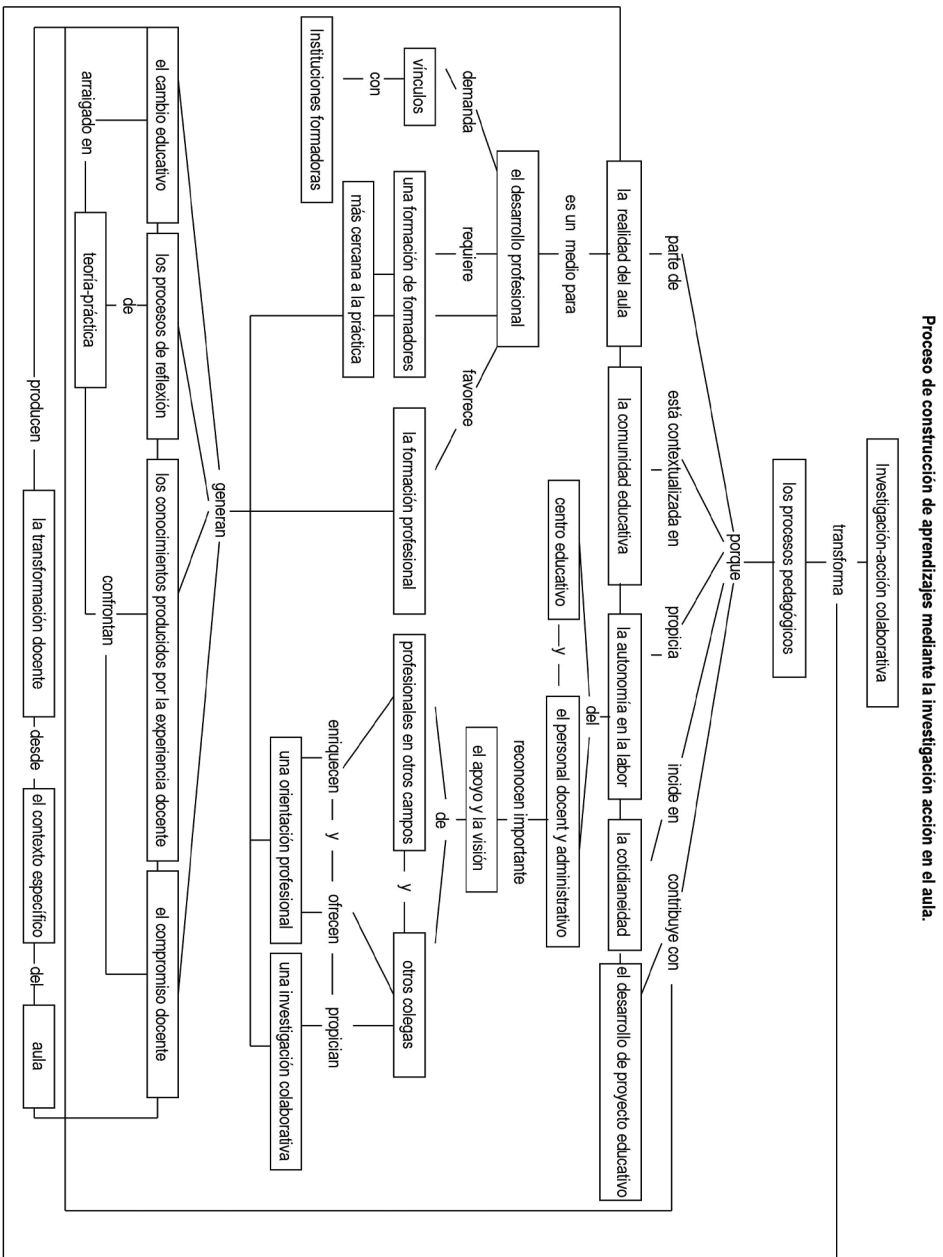 Proceso de construcción de aprendizajes mediante la investigación acción en el aula.
Investigación-acción colaborativa
transforma
los procesos pedagógicos
porque
parte de
está contextualizada en
propicia
incide en
contribuye con
la realidad del aula
la comunidad educativa
la autonomía en la labor
la cotidianeidad
el desarrollo de proyecto educativo
es un medio para
del
centro educativo
y
el personal docent y administrativo
el desarrollo profesional
reconocen importante
el apoyo y la visión
demanda
requiere
favorece
de
vínculos
una formación de formadores
la formación profesional
profesionales en otros campos
y
otros colegas
con
más cercana a la práctica
enriquecen
y
ofrecen
propician
Instituciones formadoras
una orientación profesional
una investigación colaborativa
generan
el cambio educativo
los procesos de reflexión
los conocimientos producidos por la experiencia docente
el compromiso docente
arraigado en
de
teoría-práctica
confrontan
producen
la transformación docente
desde
el contexto específico
del
aula